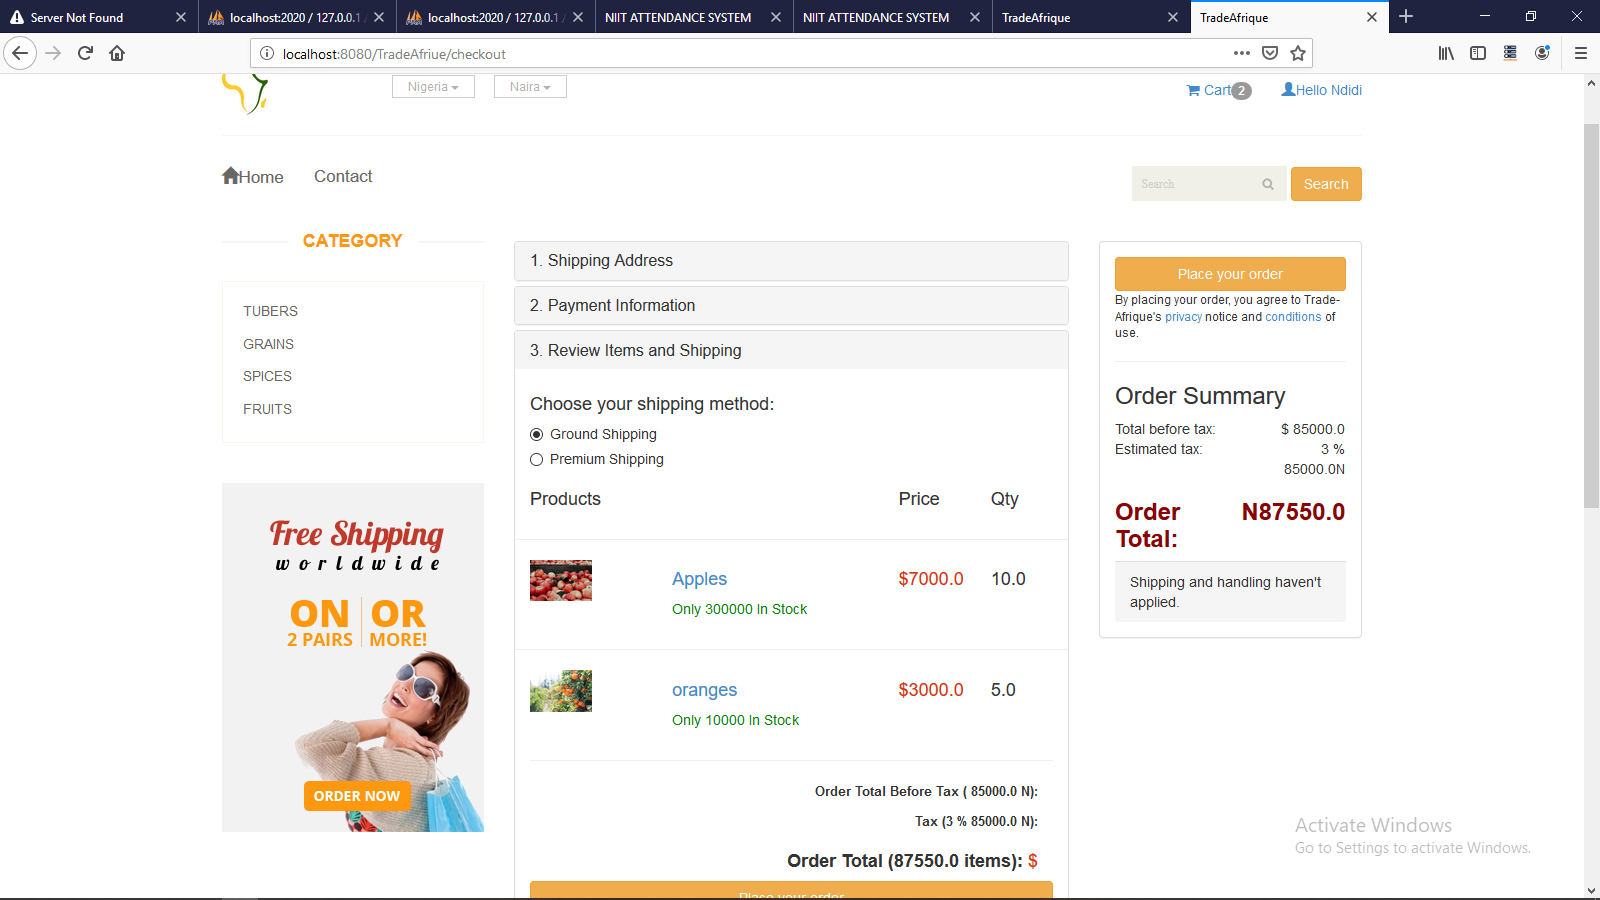 Server Not Found
localhost:2020 / 127.0.0.1 /
localhost:2020 / 127.0.0.1 /
NIIT ATTENDANCE SYSTEM
NIIT ATTENDANCE SYSTEM
TradeAfrique
TradeAfrique
localhost:8080/TradeAfriue/checkout
Nigeria
Naira
Cart 2
Hello Ndidi
Home
Contact
Search
Search
CATEGORY
TUBERS
GRAINS
SPICES
FRUITS
Free Shipping
worldwide
ON OR
2 PAIRS MORE!
ORDER NOW
1. Shipping Address
2. Payment Information
3. Review Items and Shipping
Choose your shipping method:
Ground Shipping
Premium Shipping
Products Price Qty
Apples $7000.0 10.0
Only 300000 In Stock
oranges $3000.0 5.0
Only 10000 In Stock
Order Total Before Tax ( 85000.0 N):
Tax (3 % 85000.0 N):
Order Total (87550.0 items): $
Place your order
Place your order
By placing your order, you agree to Trade-
Afrique's privacy notice and conditions of
use.
Order Summary
Total before tax: $ 85000.0
Estimated tax: 3 %
85000.0N
Order N87550.0
Total:
Shipping and handling haven't
applied.
Activate Windows
Go to Settings to activate Windows.